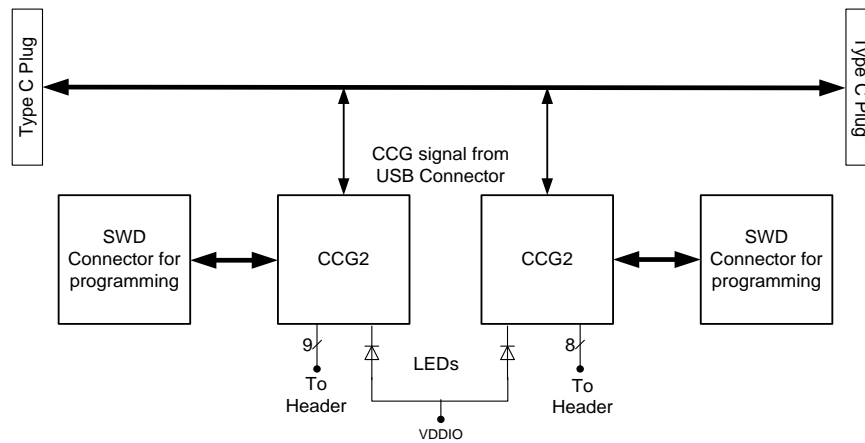 Type C Plug
Type C Plug
CCG signal from
USB Connector
SWD
Connector for
programming
CCG2
CCG2
SWD
Connector for
programming
9
LEDs
8
To
Header
To
Header
VDDIO